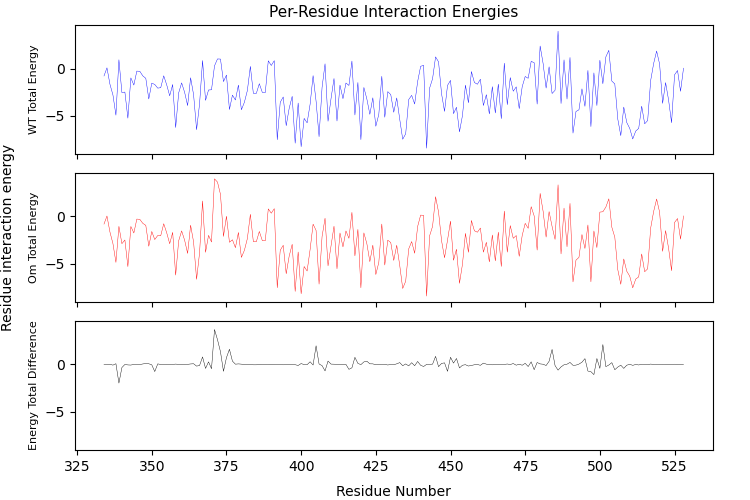 Per-Residue Interaction Energies
Residue interaction energy
WT Total Energy
0
−5
Om Total Energy
0
−5
Energy Total Difference
0
−5
325 350 375 400 425 450 475 500 525
Residue Number